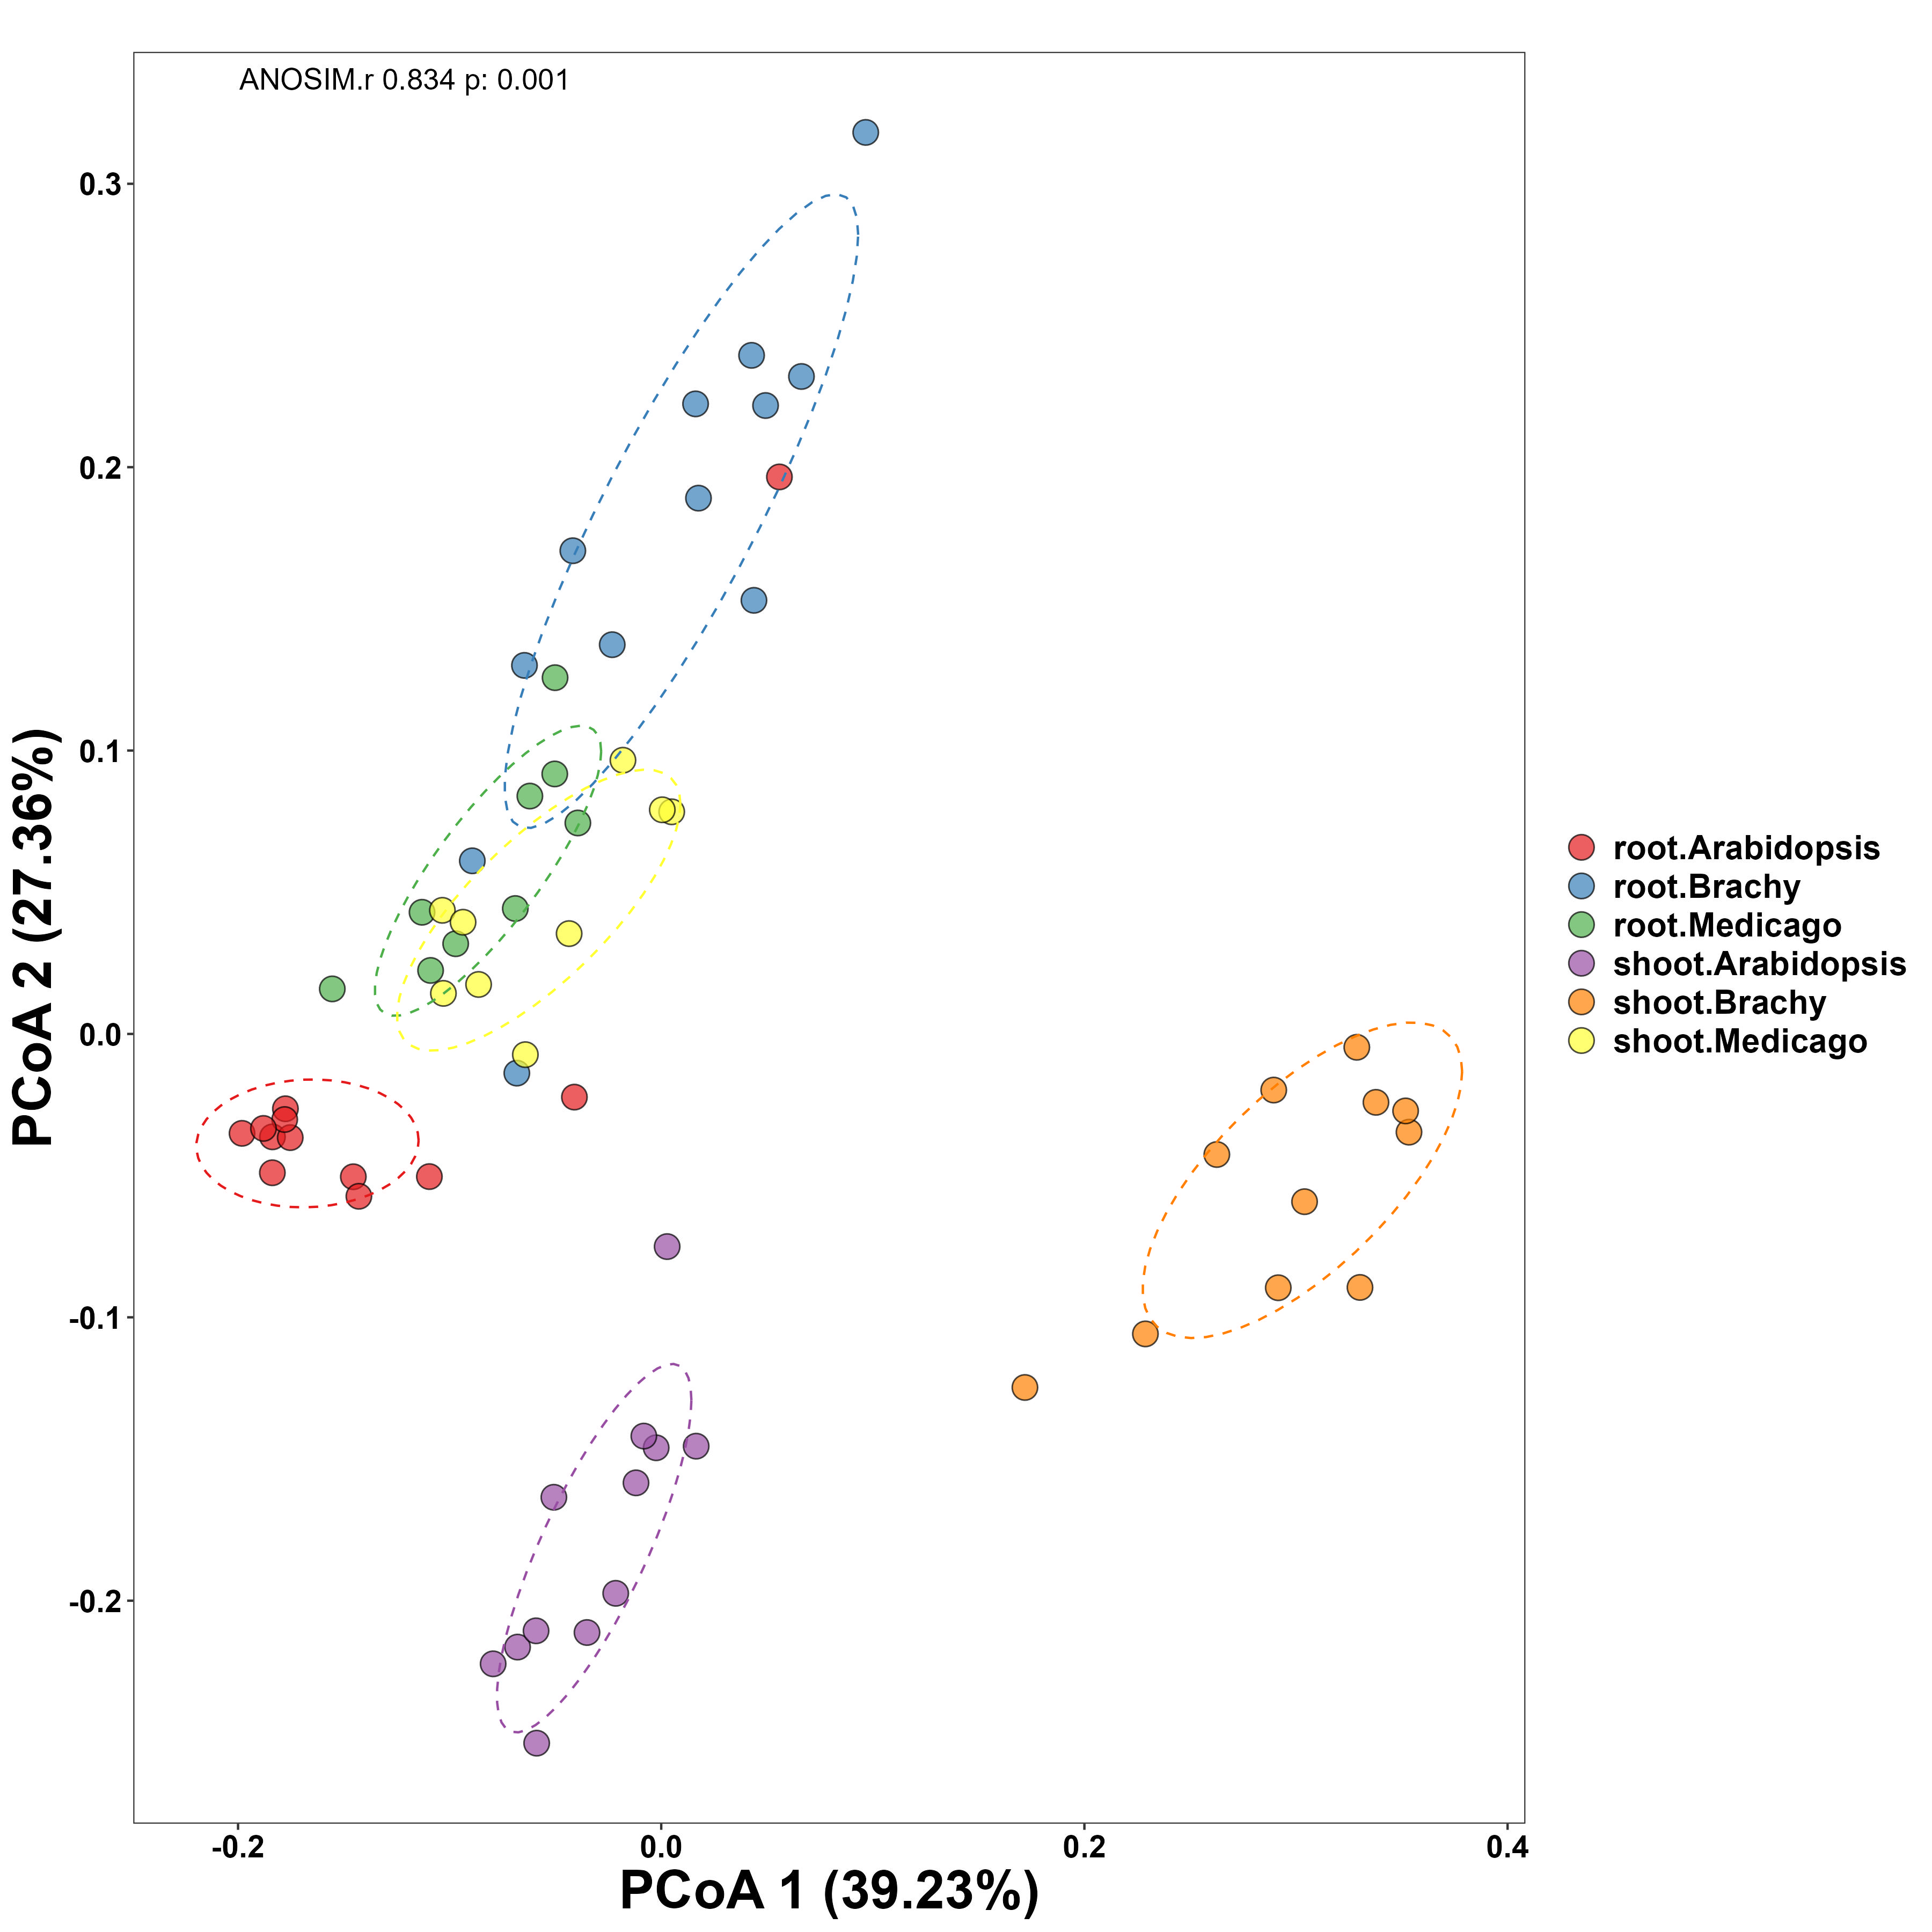 ANOSIM.r 0.834 p: 0.001
PCoA 2 (27.36%)
0.3
0.2
0.1
0.0
-0.1
-0.2
-0.2 0.0 0.2 0.4
PCoA 1 (39.23%)
root.Arabidopsis
root.Brachy
root.Medicago
shoot.Arabidopsis
shoot.Brachy
shoot.Medicago